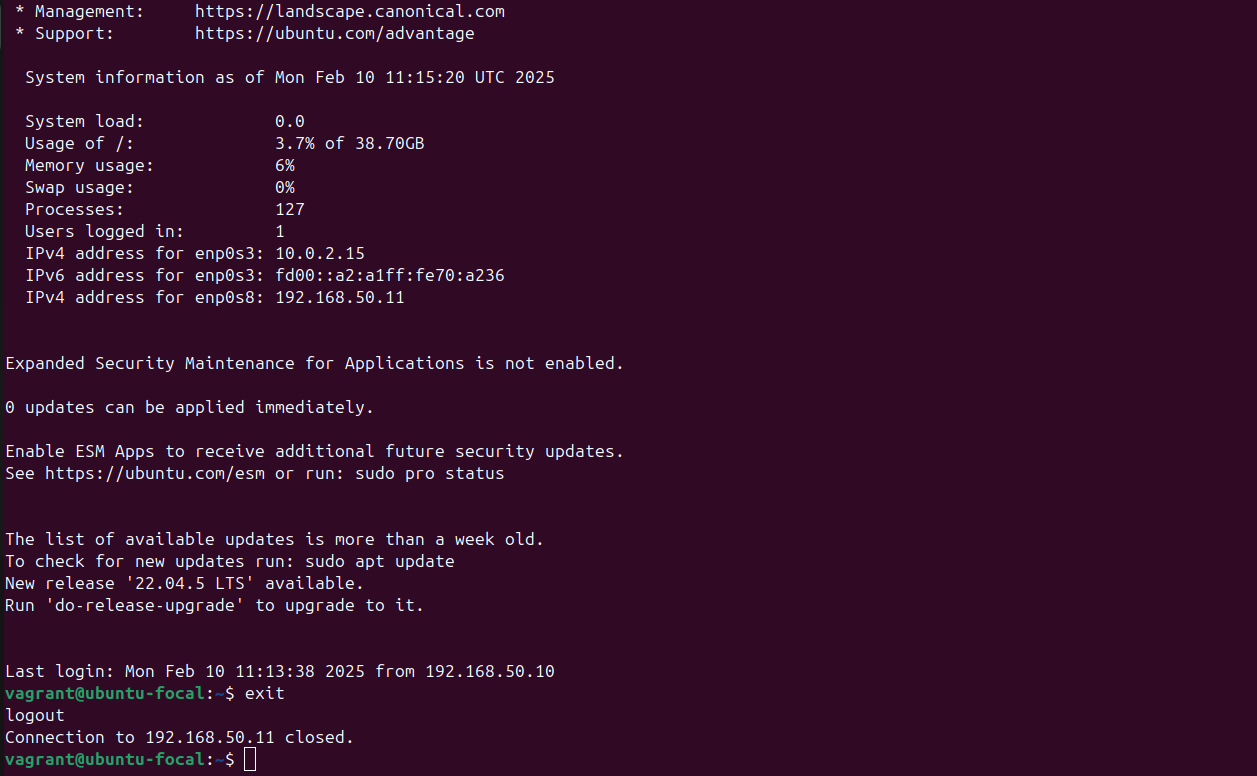 * Management:     https://landscape.canonical.com
 * Support:        https://ubuntu.com/advantage

  System information as of Mon Feb 10 11:15:20 UTC 2025

  System load:             0.0
  Usage of /:              3.7% of 38.70GB
  Memory usage:            6%
  Swap usage:              0%
  Processes:               127
  Users logged in:         1
  IPv4 address for enp0s3: 10.0.2.15
  IPv6 address for enp0s3: fd00::a2:a1ff:fe70:a236
  IPv4 address for enp0s8: 192.168.50.11


Expanded Security Maintenance for Applications is not enabled.

0 updates can be applied immediately.

Enable ESM Apps to receive additional future security updates.
See https://ubuntu.com/esm or run: sudo pro status


The list of available updates is more than a week old.
To check for new updates run: sudo apt update
New release '22.04.5 LTS' available.
Run 'do-release-upgrade' to upgrade to it.


Last login: Mon Feb 10 11:13:38 2025 from 192.168.50.10
vagrant@ubuntu-focal:~$ exit
logout
Connection to 192.168.50.11 closed.
vagrant@ubuntu-focal:~$